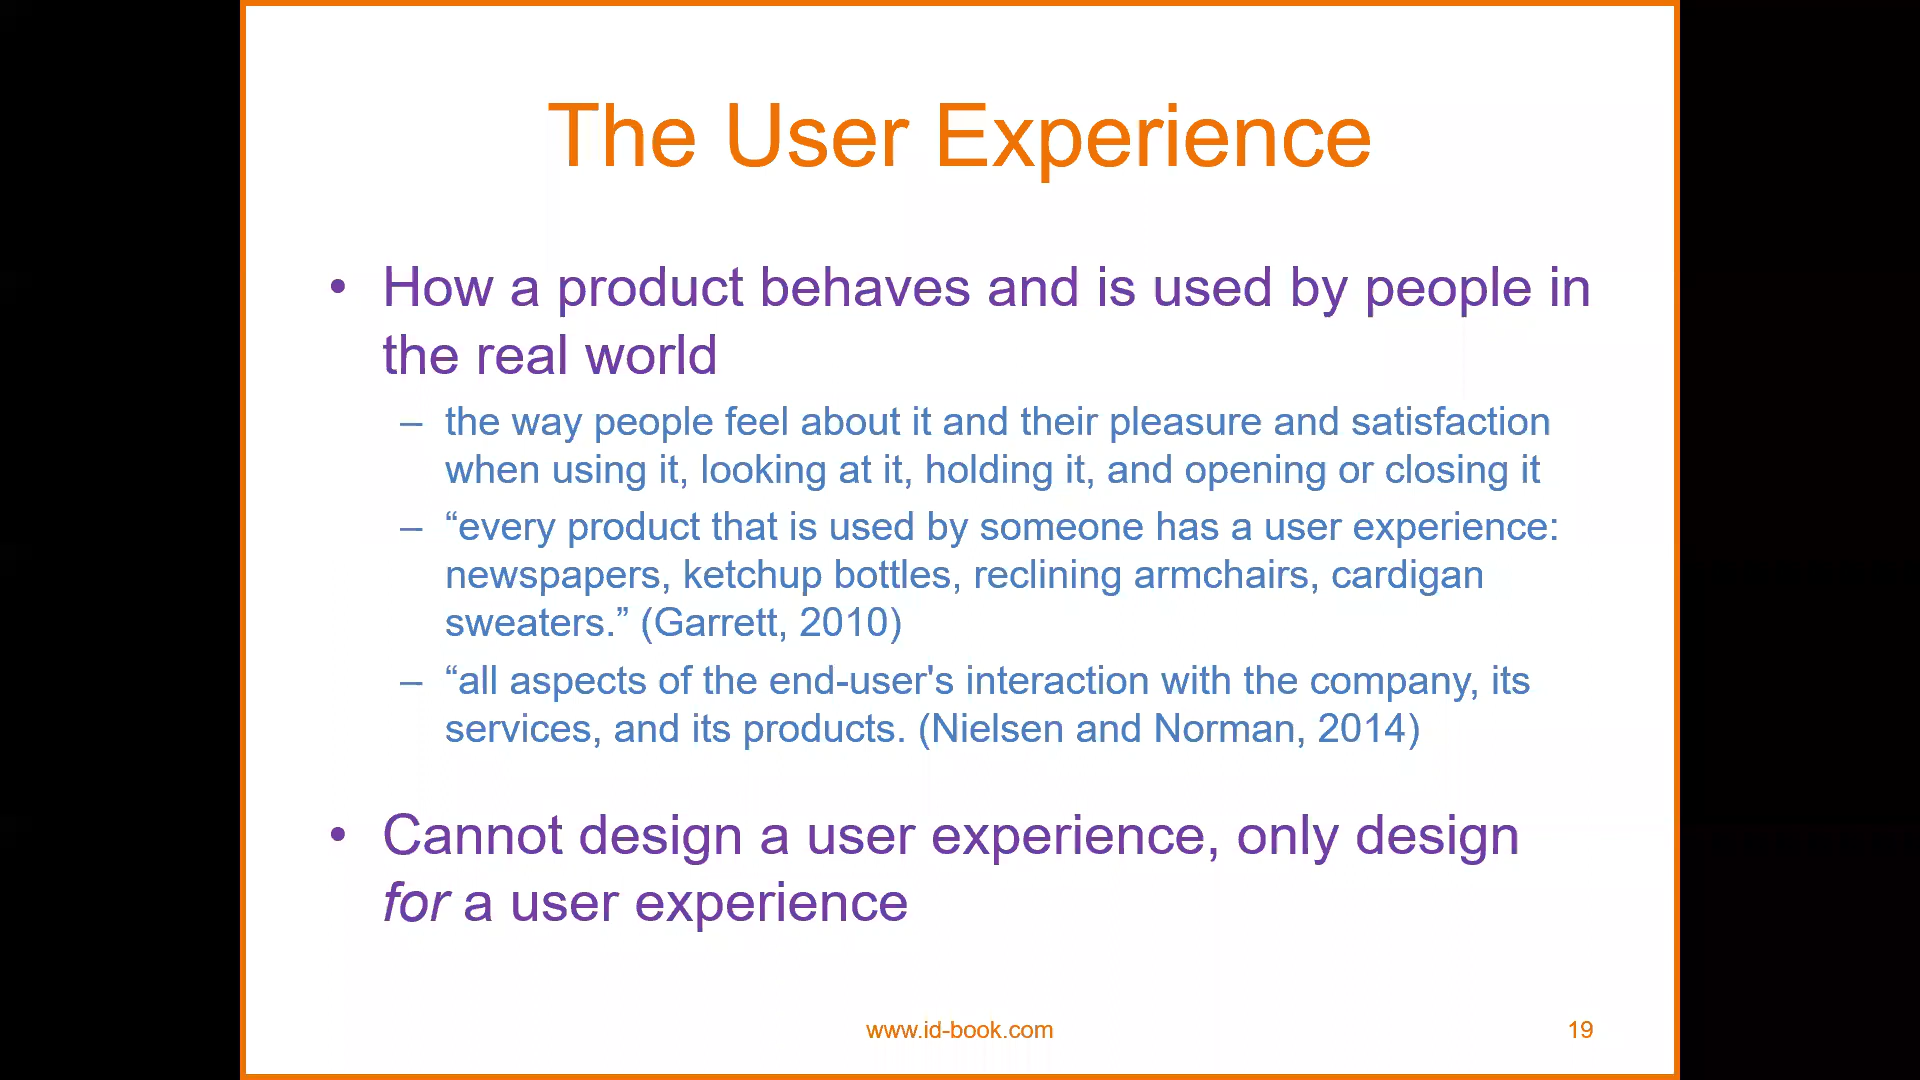 The User Experience
• How a product behaves and is used by people in
the real world
– the way people feel about it and their pleasure and satisfaction
when using it, looking at it, holding it, and opening or closing it
– “every product that is used by someone has a user experience:
newspapers, ketchup bottles, reclining armchairs, cardigan
sweaters.” (Garrett, 2010)
– “all aspects of the end-user's interaction with the company, its
services, and its products. (Nielsen and Norman, 2014)
• Cannot design a user experience, only design
for a user experience
www.id-book.com
19